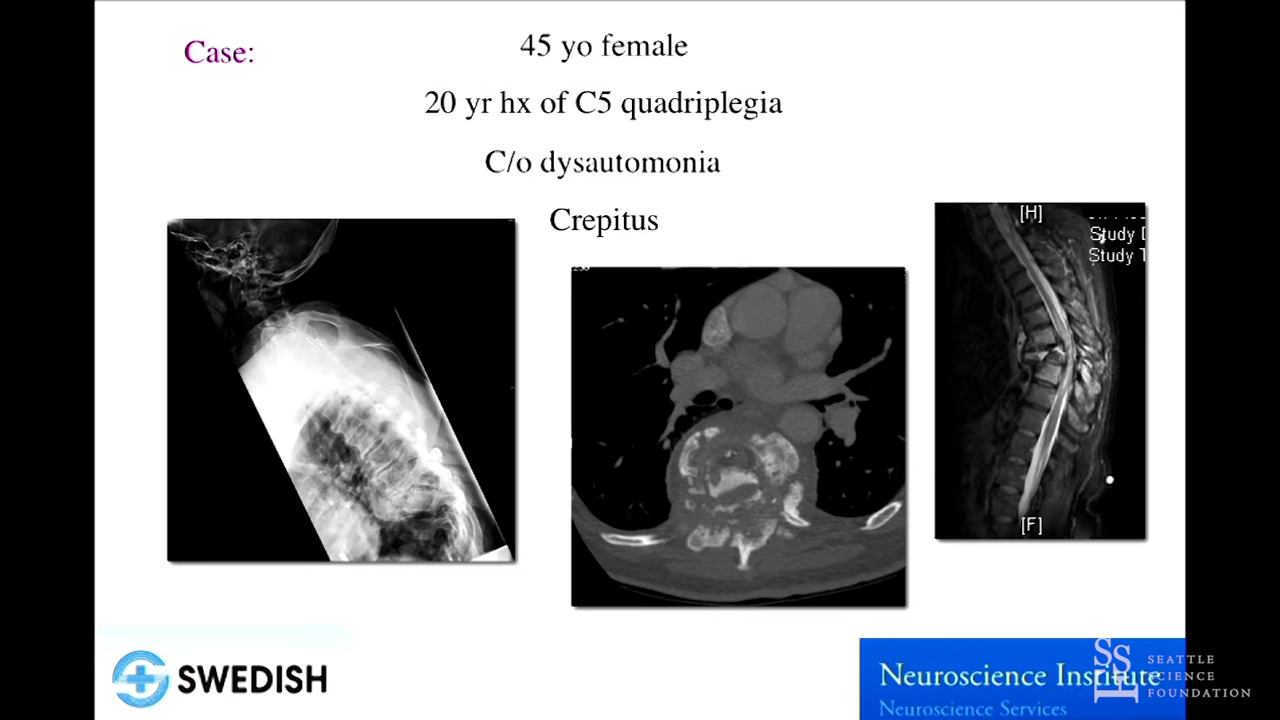 Case:
45 yo female
20 yr hx of C5 quadriplegia
C/o dysautomonia
Crepitus
[H]
Study
Study
[F]
SWEDISH
Neuroscience Institute
Neuroscience Services
SSF
SEATTLE
SCIENCE
FOUNDATION